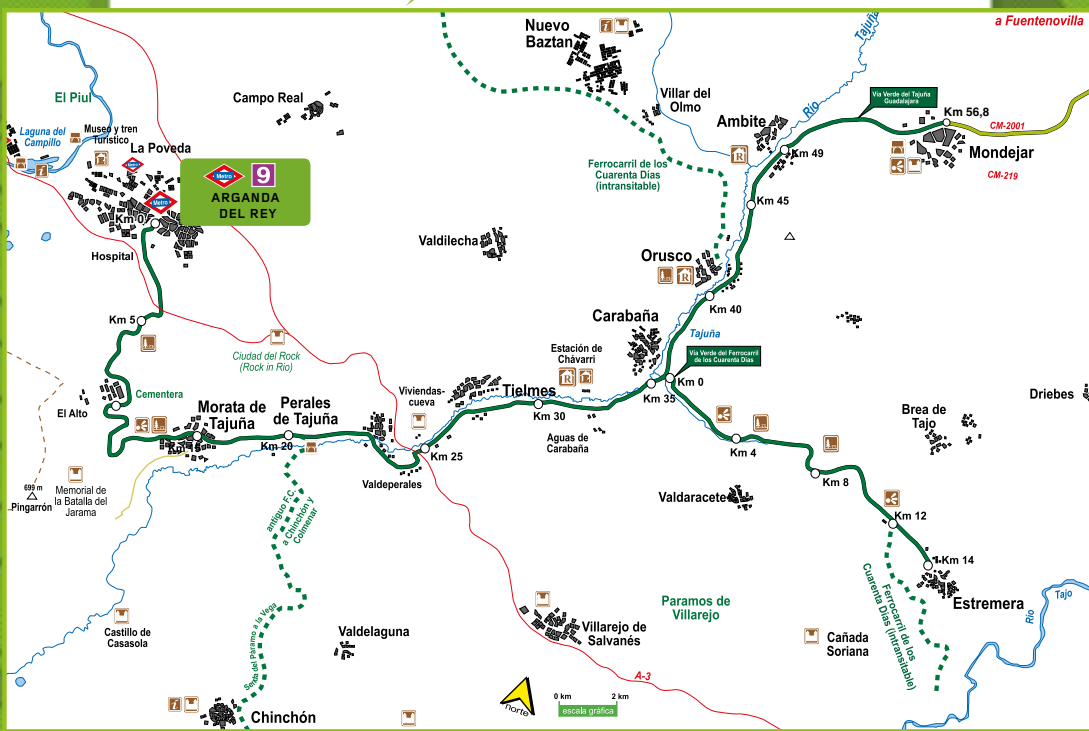 a Fuentenovilla
Nuevo
Baztan
i
Tajuña
Río
Vía Verde del Tajuña
Guadalajara
El Piul
Campo Real
Villar del
Olmo
Ambite
Km 56,8
CM-2001
Mondejar
CM-219
Laguna del
Campillo
i
Museo y tren
Turístico
La Poveda
Metro
Metro
Metro
9
ARGANDA
DEL REY
Km 0
Hospital
R
Km 49
Ferrocarril de los
Cuarenta Días
(intransitable)
Km 45
Valdilecha
Orusco
R
Km 40
Km 5
Carabaña
Tajuña
Ciudad del Rock
(Rock in Rio)
Estación de
Chávarri
R
Vía Verde del Ferrocarril
de los Cuarenta Días
Km 0
Km 35
El Alto
Cementera
Viviendas-
cueva
Tielmes
Km 30
Driebes
Brea de
Tajo
Morata de
Tajuña
Perales
de Tajuña
Km 20
Km 25
Aguas de
Carabaña
Km 4
Km 8
Valdeperales
Valdaracete
699 m
Pingarrón
Memorial de
la Batalla del
Jarama
antiguo F.C.
a Chinchón y
Colmenar
Km 12
Km 14
Estremera
Ferrocarril de los
Cuarenta Días (intransitable)
Río
Tajo
Paramos de
Villarejo
Castillo de
Casasola
Senda del Páramo a la Vega
Valdelaguna
Villarejo de
Salvanés
Cañada
Soriana
A-3
norte
0 km
2 km
escala gráfica
i
Chinchón